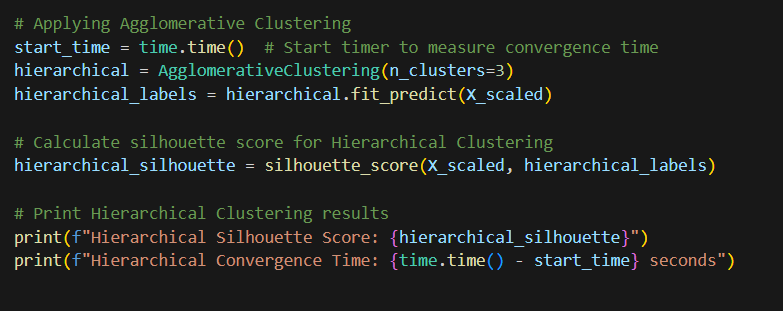 # Applying Agglomerative Clustering
start_time = time.time()  # Start timer to measure convergence time
hierarchical = AgglomerativeClustering(n_clusters=3)
hierarchical_labels = hierarchical.fit_predict(X_scaled)
# Calculate silhouette score for Hierarchical Clustering
hierarchical_silhouette = silhouette_score(X_scaled, hierarchical_labels)
# Print Hierarchical Clustering results
print(f"Hierarchical Silhouette Score: {hierarchical_silhouette}")
print(f"Hierarchical Convergence Time: {time.time() - start_time} seconds")